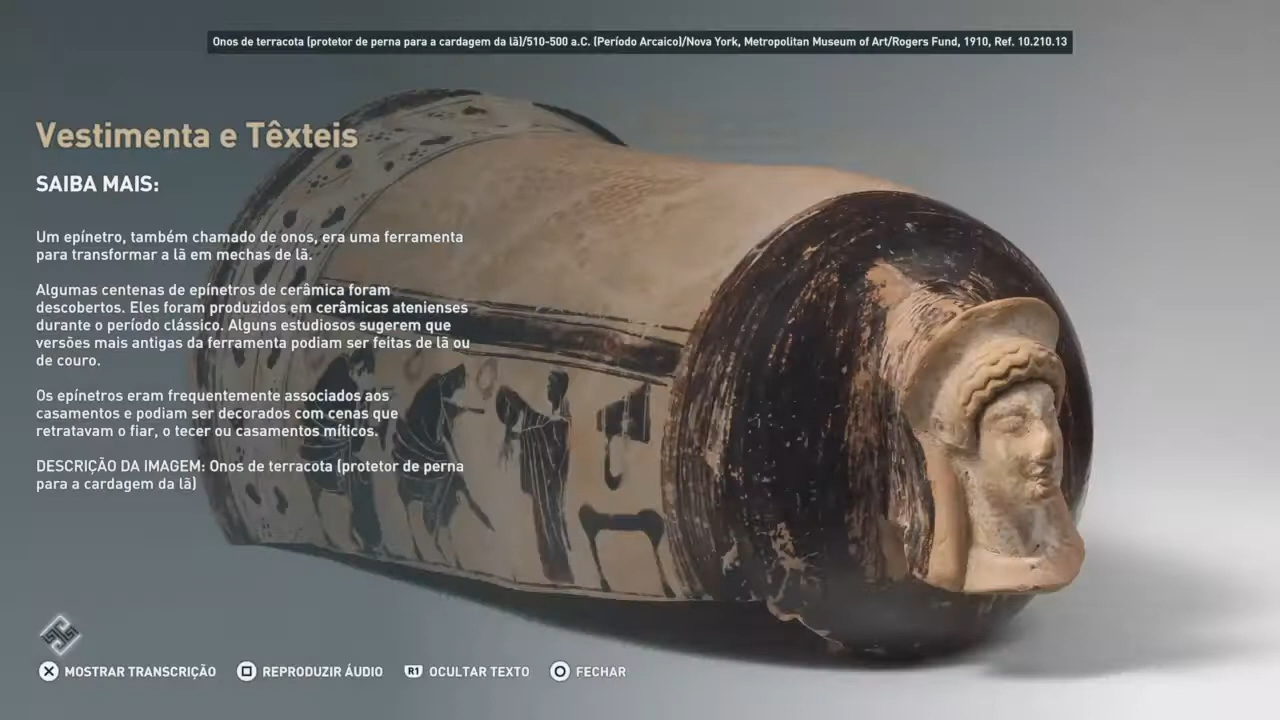 Onos de terracota (protetor de perna para a cardagem da lã)/510-500 a.C. (Período Arcaico)/Nova York, Metropolitan Museum of Art/Rogers Fund, 1910, Ref. 10.210.13
Vestimenta e Têxteis
SAIBA MAIS:
Um epínetro, também chamado de onos, era uma ferramenta
para transformar a lã em mechas de lã.
Algumas centenas de epínetros de cerâmica foram
descobertos. Eles foram produzidos em cerâmicas atenienses
durante o período clássico. Alguns estudiosos sugerem que
versões mais antigas da ferramenta podiam ser feitas de lã ou
de couro.
Os epínetros eram frequentemente associados aos
casamentos e podiam ser decorados com cenas que
retratavam o fiar, o tecer ou casamentos míticos.
DESCRIÇÃO DA IMAGEM: Onos de terracota (protetor de perna
para a cardagem da lã)
MOSTRAR TRANSCRIÇÃO REPRODUZIR ÁUDIO R1 OCULTAR TEXTO FECHAR